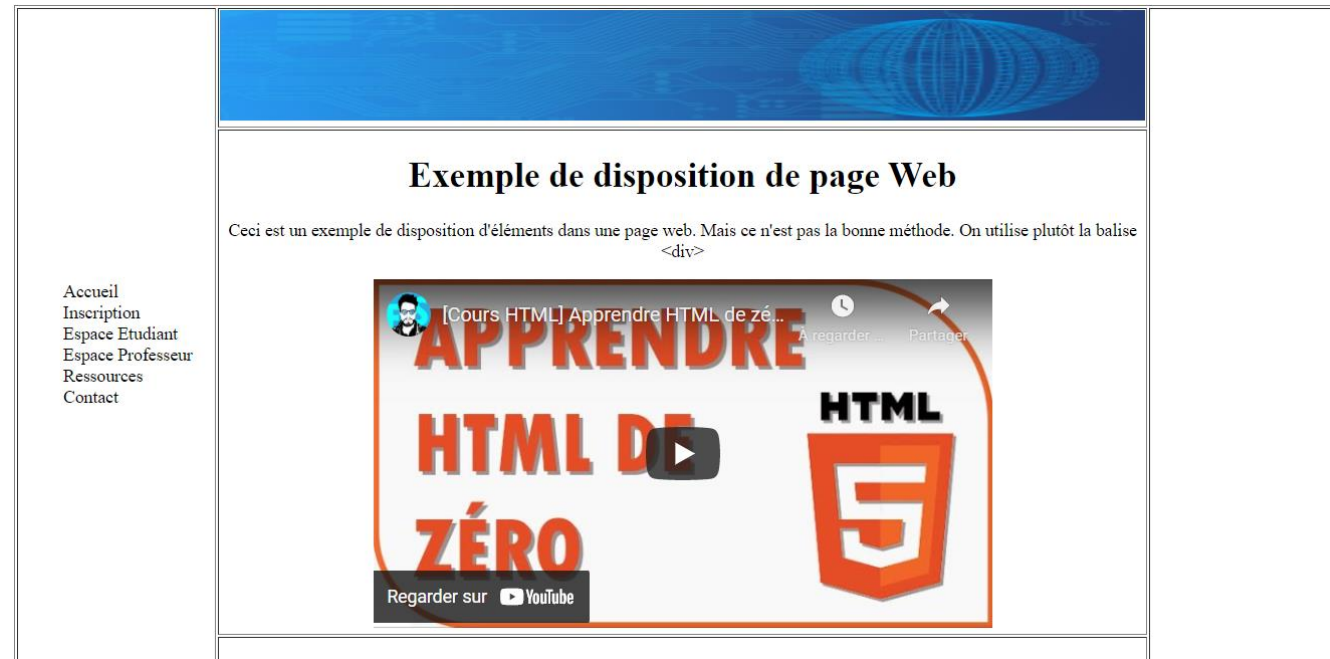 Exemple de disposition de page Web
Ceci est un exemple de disposition d'éléments dans une page web. Mais ce n'est pas la bonne méthode. On utilise plutôt la balise
<div>
Accueil
Inscription
Espace Etudiant
Espace Professeur
Ressources
Contact
[Cours HTML] Apprendre HTML de zé...
À regarder ...
Partager
APPRENDRE
HTML DE
ZÉRO
HTML
5
Regarder sur YouTube